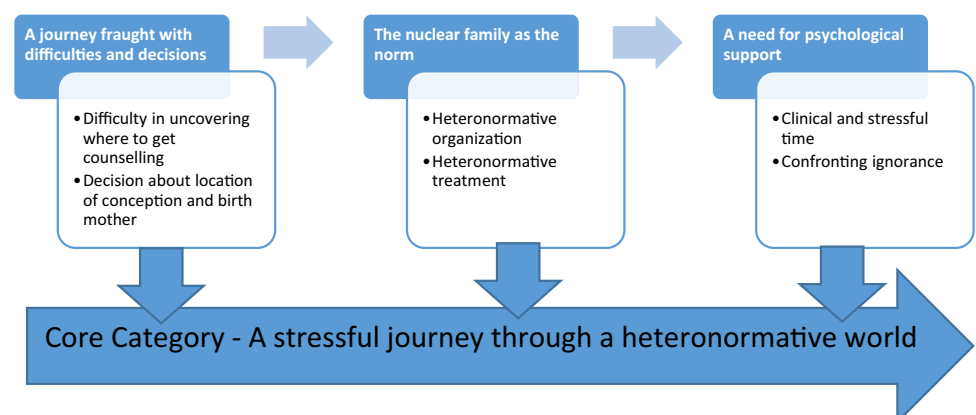 A journey fraught with
difficulties and decisions
•Difficulty in uncovering
where to get
counselling
•Decision about location
of conception and birth
mother
The nuclear family as the
norm
•Heteronormative
organization
•Heteronormative
treatment
A need for psychological
support
•Clinical and stressful
time
•Confronting ignorance
Core Category - A stressful journey through a heteronormative world